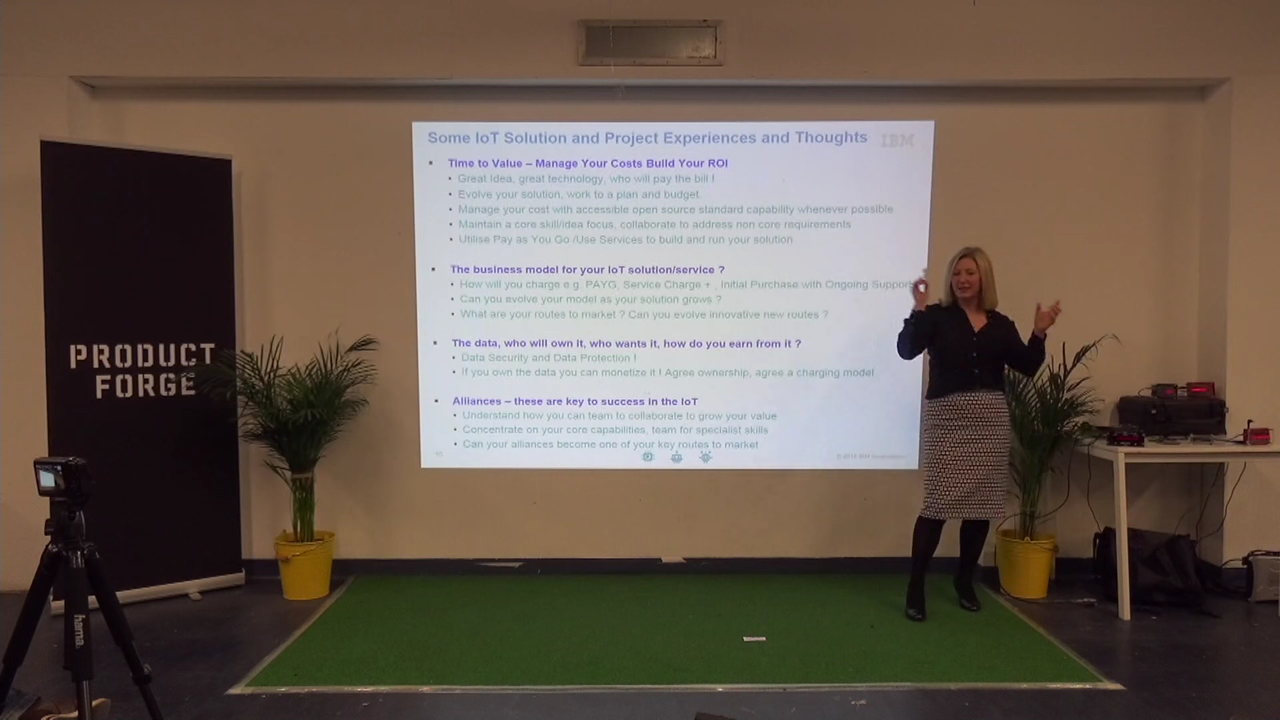 Some IoT Solution and Project Experiences and Thoughts
IBM
Time to Value – Manage Your Costs Build Your ROI
Great Idea, great technology, who will pay the bill !
Evolve your solution, work to a plan and budget.
Manage your cost with accessible open source standard capability whenever possible
Maintain a core skill/idea focus, collaborate to address non core requirements
Utilise Pay as You Go /Use Services to build and run your solution
The business model for your IoT solution/service ?
How will you charge e.g. PAYG, Service Charge + , Initial Purchase with Ongoing Support
Can you evolve your model as your solution grows ?
What are your routes to market ? Can you evolve innovative new routes ?
The data, who will own it, who wants it, how do you earn from it ?
Data Security and Data Protection !
If you own the data you can monetize it ! Agree ownership, agree a charging model
Alliances – these are key to success in the IoT
Understand how you can team to collaborate to grow your value
Concentrate on your core capabilities, team for specialist skills
Can your alliances become one of your key routes to market
PRODUCT
FORGE
hama